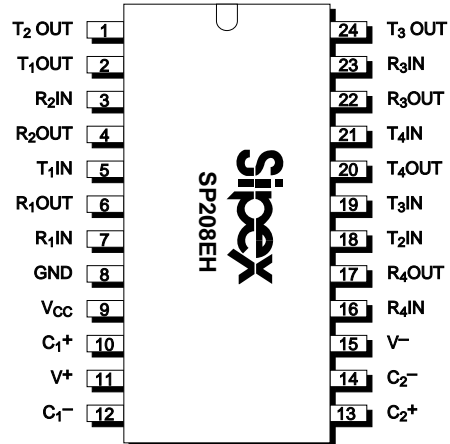 T₂ OUT 1 24 T₃ OUT
T₁OUT 2 23 R₃IN
R₂IN 3 22 R₃OUT
R₂OUT 4 21 T₄IN
T₁IN 5 20 T₄OUT
R₁OUT 6 19 T₃IN
R₁IN 7 18 T₂IN
GND 8 17 R₄OUT
V_CC 9 16 R₄IN
C₁+ 10 15 V–
V+ 11 14 C₂–
C₁– 12 13 C₂+
Sipex
SP208EH